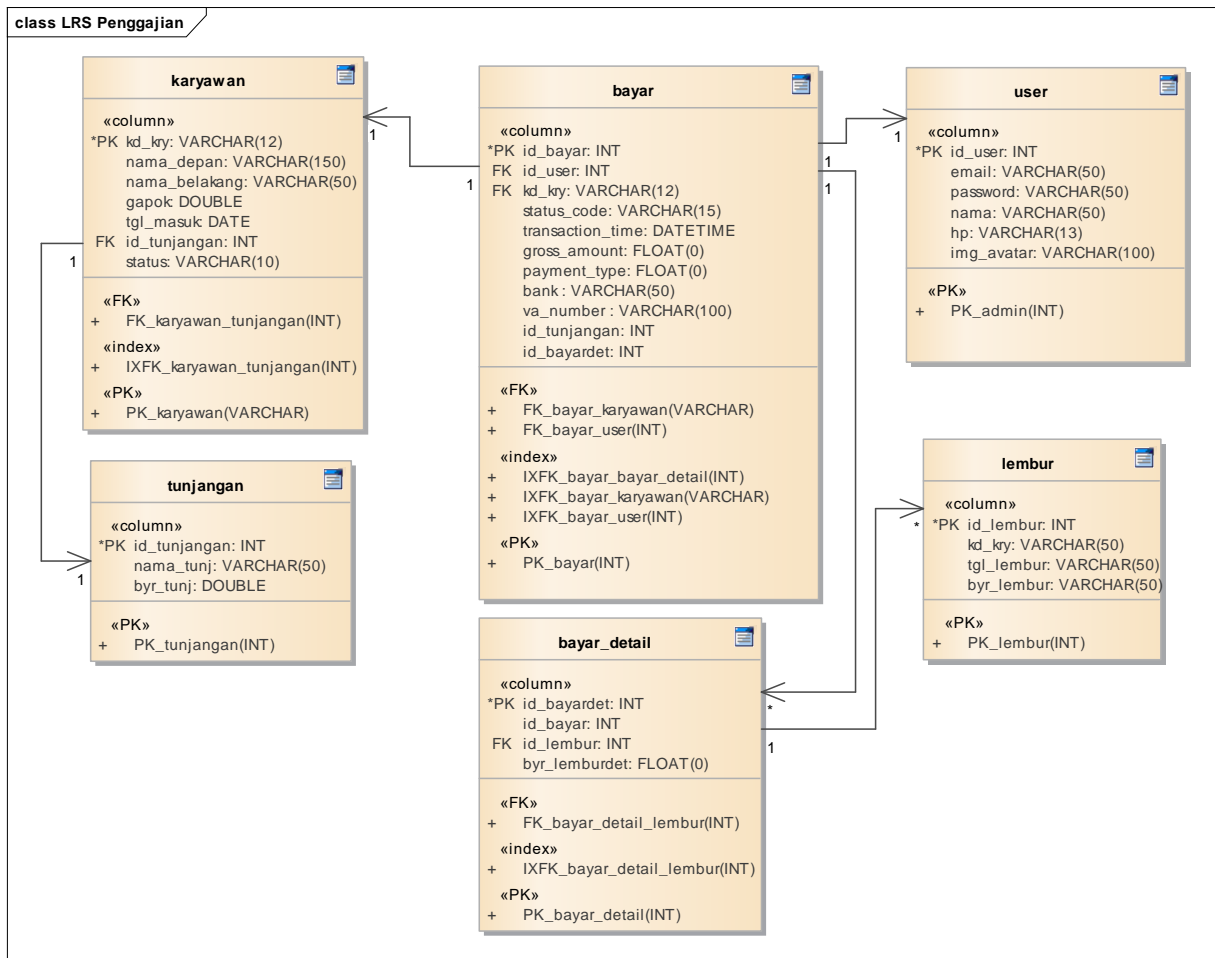 class LRS Penggajian
karyawan
«column»
*PK kd_kry: VARCHAR(12)
nama_depan: VARCHAR(150)
nama_belakang: VARCHAR(50)
gapok: DOUBLE
tgl_masuk: DATE
FK id_tunjangan: INT
status: VARCHAR(10)
«FK»
+ FK_karyawan_tunjangan(INT)
«index»
+ IXFK_karyawan_tunjangan(INT)
«PK»
+ PK_karyawan(VARCHAR)
1
1
1
1
bayar
«column»
*PK id_bayar: INT
FK id_user: INT
FK kd_kry: VARCHAR(12)
status_code: VARCHAR(15)
transaction_time: DATETIME
gross_amount: FLOAT(0)
payment_type: FLOAT(0)
bank : VARCHAR(50)
va_number : VARCHAR(100)
id_tunjangan: INT
id_bayardet: INT
«FK»
+ FK_bayar_karyawan(VARCHAR)
+ FK_bayar_user(INT)
«index»
+ IXFK_bayar_bayar_detail(INT)
+ IXFK_bayar_karyawan(VARCHAR)
+ IXFK_bayar_user(INT)
«PK»
+ PK_bayar(INT)
1
1
1
user
«column»
*PK id_user: INT
email: VARCHAR(50)
password: VARCHAR(50)
nama: VARCHAR(50)
hp: VARCHAR(13)
img_avatar: VARCHAR(100)
«PK»
+ PK_admin(INT)
tunjangan
«column»
*PK id_tunjangan: INT
nama_tunj: VARCHAR(50)
byr_tunj: DOUBLE
«PK»
+ PK_tunjangan(INT)
lembur
«column»
*PK id_lembur: INT
kd_kry: VARCHAR(50)
tgl_lembur: VARCHAR(50)
byr_lembur: VARCHAR(50)
«PK»
+ PK_lembur(INT)
*
bayar_detail
«column»
*PK id_bayardet: INT
id_bayar: INT
FK id_lembur: INT
byr_lemburdet: FLOAT(0)
«FK»
+ FK_bayar_detail_lembur(INT)
«index»
+ IXFK_bayar_detail_lembur(INT)
«PK»
+ PK_bayar_detail(INT)
*
1